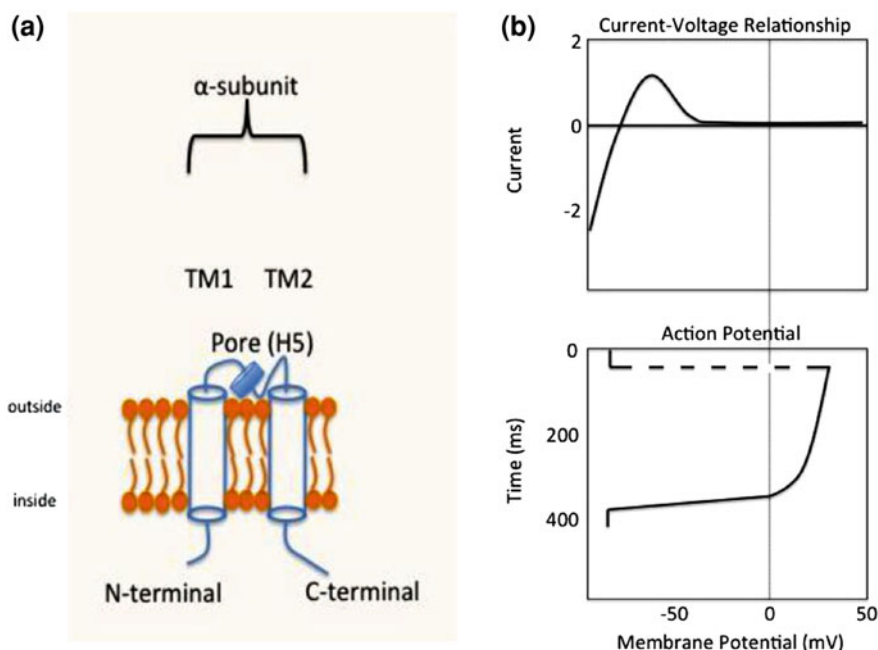 (a)
α-subunit
TM1 TM2
Pore (H5)
outside
inside
N-terminal C-terminal
(b)
Current-Voltage Relationship
2
0
-2
Current
Action Potential
0
200
400
Time (ms)
-50 0 50
Membrane Potential (mV)